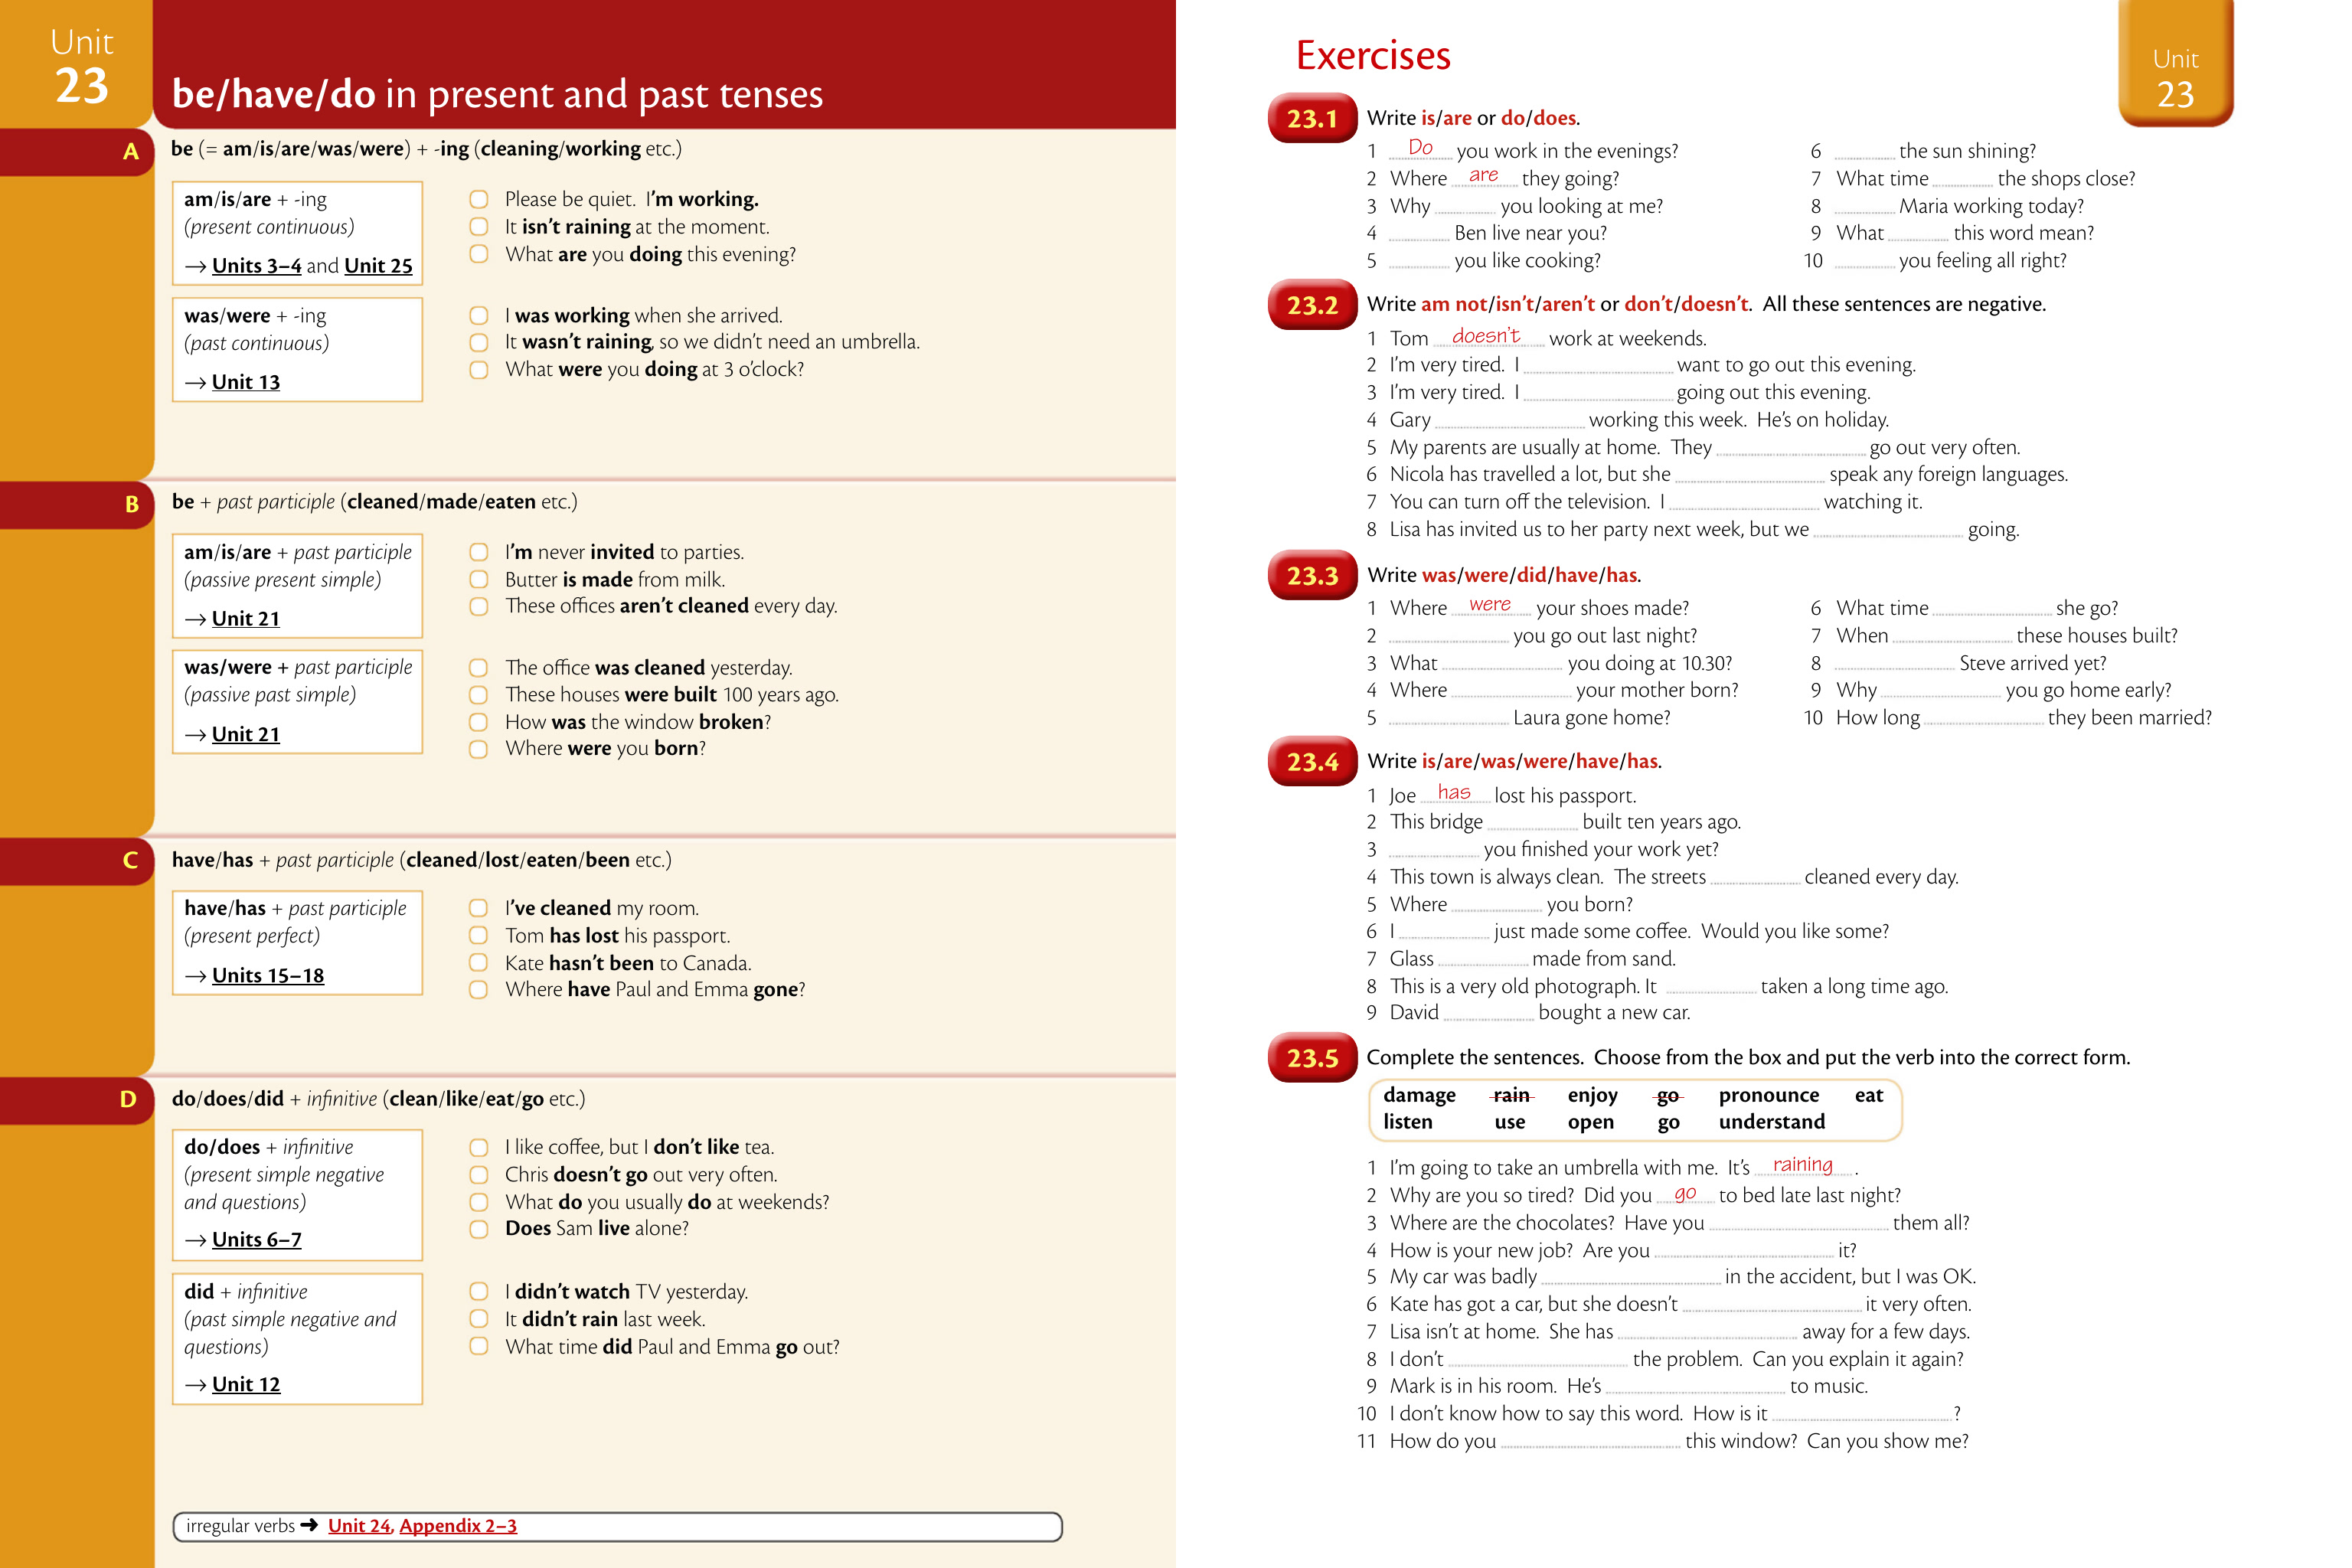 Unit
23
be/have/do in present and past tenses
A
be (= am/is/are/was/were) + -ing (cleaning/working etc.)
am/is/are + -ing
(present continuous)
→ Units 3–4 and Unit 25
Please be quiet. I'm working.
It isn't raining at the moment.
What are you doing this evening?
was/were + -ing
(past continuous)
→ Unit 13
I was working when she arrived.
It wasn't raining, so we didn't need an umbrella.
What were you doing at 3 o'clock?
B
be + past participle (cleaned/made/eaten etc.)
am/is/are + past participle
(passive present simple)
→ Unit 21
I'm never invited to parties.
Butter is made from milk.
These offices aren't cleaned every day.
was/were + past participle
(passive past simple)
→ Unit 21
The office was cleaned yesterday.
These houses were built 100 years ago.
How was the window broken?
Where were you born?
C
have/has + past participle (cleaned/lost/eaten/been etc.)
have/has + past participle
(present perfect)
→ Units 15–18
I've cleaned my room.
Tom has lost his passport.
Kate hasn't been to Canada.
Where have Paul and Emma gone?
D
do/does/did + infinitive (clean/like/eat/go etc.)
do/does + infinitive
(present simple negative
and questions)
→ Units 6–7
I like coffee, but I don't like tea.
Chris doesn't go out very often.
What do you usually do at weekends?
Does Sam live alone?
did + infinitive
(past simple negative and
questions)
→ Unit 12
I didn't watch TV yesterday.
It didn't rain last week.
What time did Paul and Emma go out?
irregular verbs ➜ Unit 24, Appendix 2–3
Exercises
Unit
23
23.1 Write is/are or do/does.
1 Do you work in the evenings?
2 Where are they going?
3 Why ............ you looking at me?
4 ............ Ben live near you?
5 ............ you like cooking?
6 ............ the sun shining?
7 What time ............ the shops close?
8 ............ Maria working today?
9 What ............ this word mean?
10 ............ you feeling all right?
23.2 Write am not/isn't/aren't or don't/doesn't. All these sentences are negative.
1 Tom doesn't work at weekends.
2 I'm very tired. I ............ want to go out this evening.
3 I'm very tired. I ............ going out this evening.
4 Gary ............ working this week. He's on holiday.
5 My parents are usually at home. They ............ go out very often.
6 Nicola has travelled a lot, but she ............ speak any foreign languages.
7 You can turn off the television. I ............ watching it.
8 Lisa has invited us to her party next week, but we ............ going.
23.3 Write was/were/did/have/has.
1 Where were your shoes made?
2 ............ you go out last night?
3 What ............ you doing at 10.30?
4 Where ............ your mother born?
5 ............ Laura gone home?
6 What time ............ she go?
7 When ............ these houses built?
8 ............ Steve arrived yet?
9 Why ............ you go home early?
10 How long ............ they been married?
23.4 Write is/are/was/were/have/has.
1 Joe has lost his passport.
2 This bridge ............ built ten years ago.
3 ............ you finished your work yet?
4 This town is always clean. The streets ............ cleaned every day.
5 Where ............ you born?
6 I ............ just made some coffee. Would you like some?
7 Glass ............ made from sand.
8 This is a very old photograph. It ............ taken a long time ago.
9 David ............ bought a new car.
23.5 Complete the sentences. Choose from the box and put the verb into the correct form.
damage rain enjoy go pronounce eat
listen use open go understand
1 I'm going to take an umbrella with me. It's raining .
2 Why are you so tired? Did you go to bed late last night?
3 Where are the chocolates? Have you ............ them all?
4 How is your new job? Are you ............ it?
5 My car was badly ............ in the accident, but I was OK.
6 Kate has got a car, but she doesn't ............ it very often.
7 Lisa isn't at home. She has ............ away for a few days.
8 I don't ............ the problem. Can you explain it again?
9 Mark is in his room. He's ............ to music.
10 I don't know how to say this word. How is it ............ ?
11 How do you ............ this window? Can you show me?